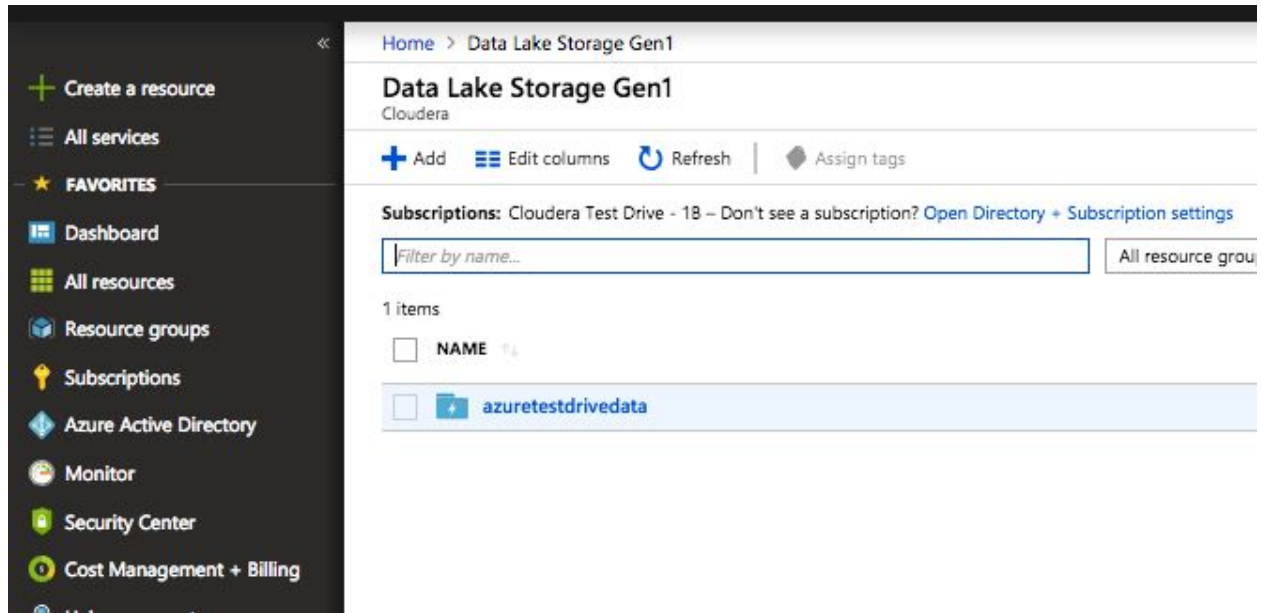 «
Create a resource
All services
FAVORITES
Dashboard
All resources
Resource groups
Subscriptions
Azure Active Directory
Monitor
Security Center
Cost Management + Billing
Home > Data Lake Storage Gen1
Data Lake Storage Gen1
Cloudera
Add Edit columns Refresh Assign tags
Subscriptions: Cloudera Test Drive - 1B – Don't see a subscription? Open Directory + Subscription settings
Filter by name... All resource grou
1 items
NAME
azuretestdrivedata